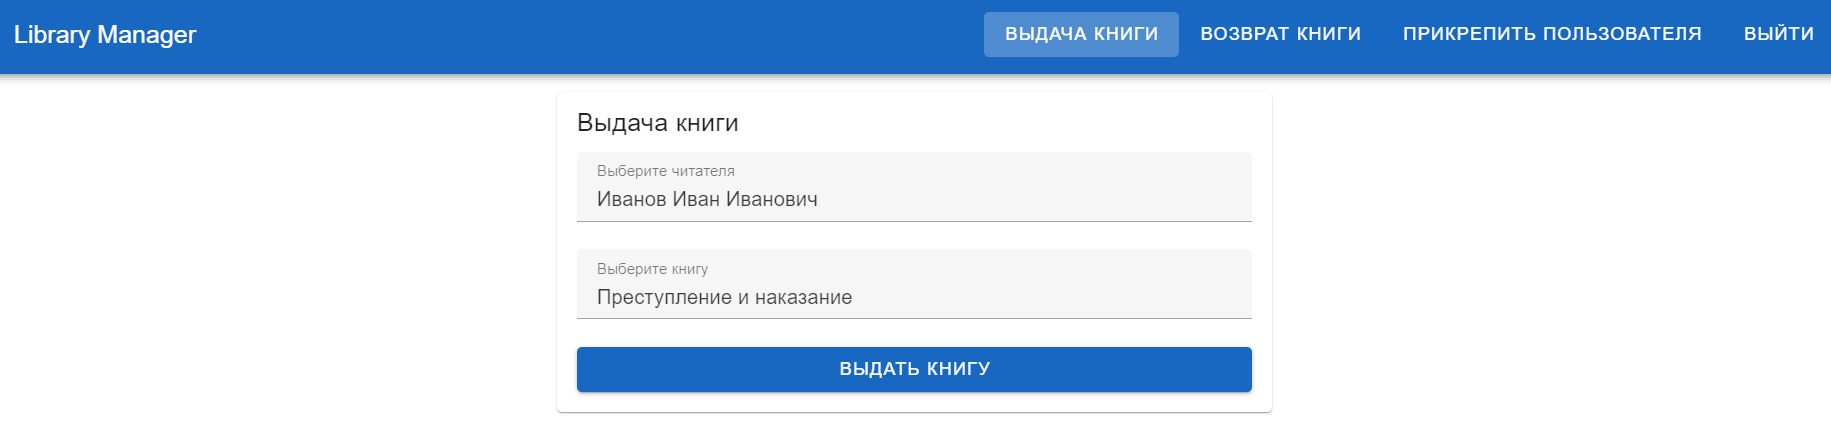 Library Manager
ВЫДАЧА КНИГИ
ВОЗВРАТ КНИГИ
ПРИКРЕПИТЬ ПОЛЬЗОВАТЕЛЯ
ВЫЙТИ
Выдача книги
Выберите читателя
Иванов Иван Иванович
Выберите книгу
Преступление и наказание
ВЫДАТЬ КНИГУ